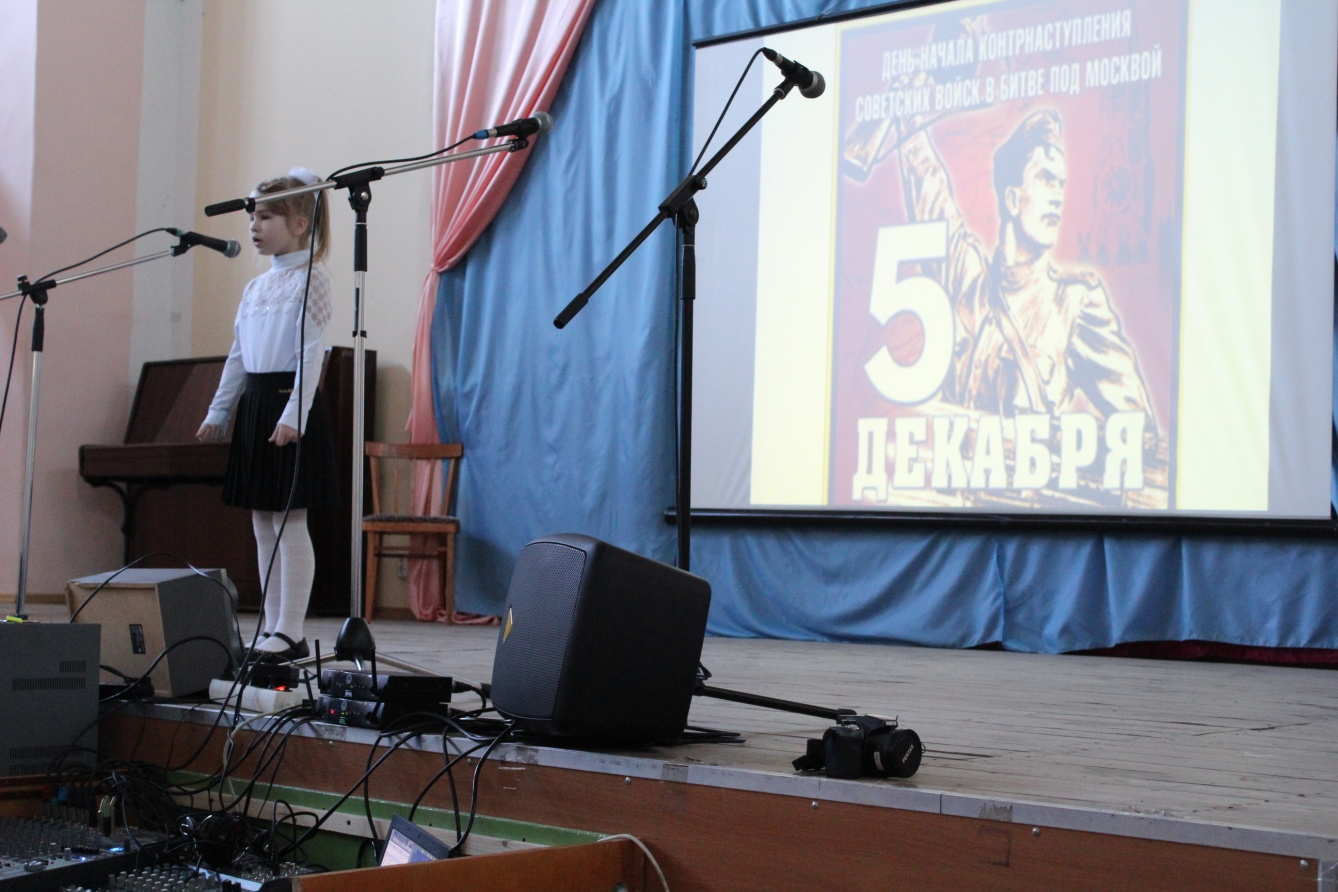 ДЕНЬ НАЧАЛА КОНТРНАСТУПЛЕНИЯ
СОВЕТСКИХ ВОЙСК В БИТВЕ ПОД МОСКВОЙ
5
ДЕКАБРЯ